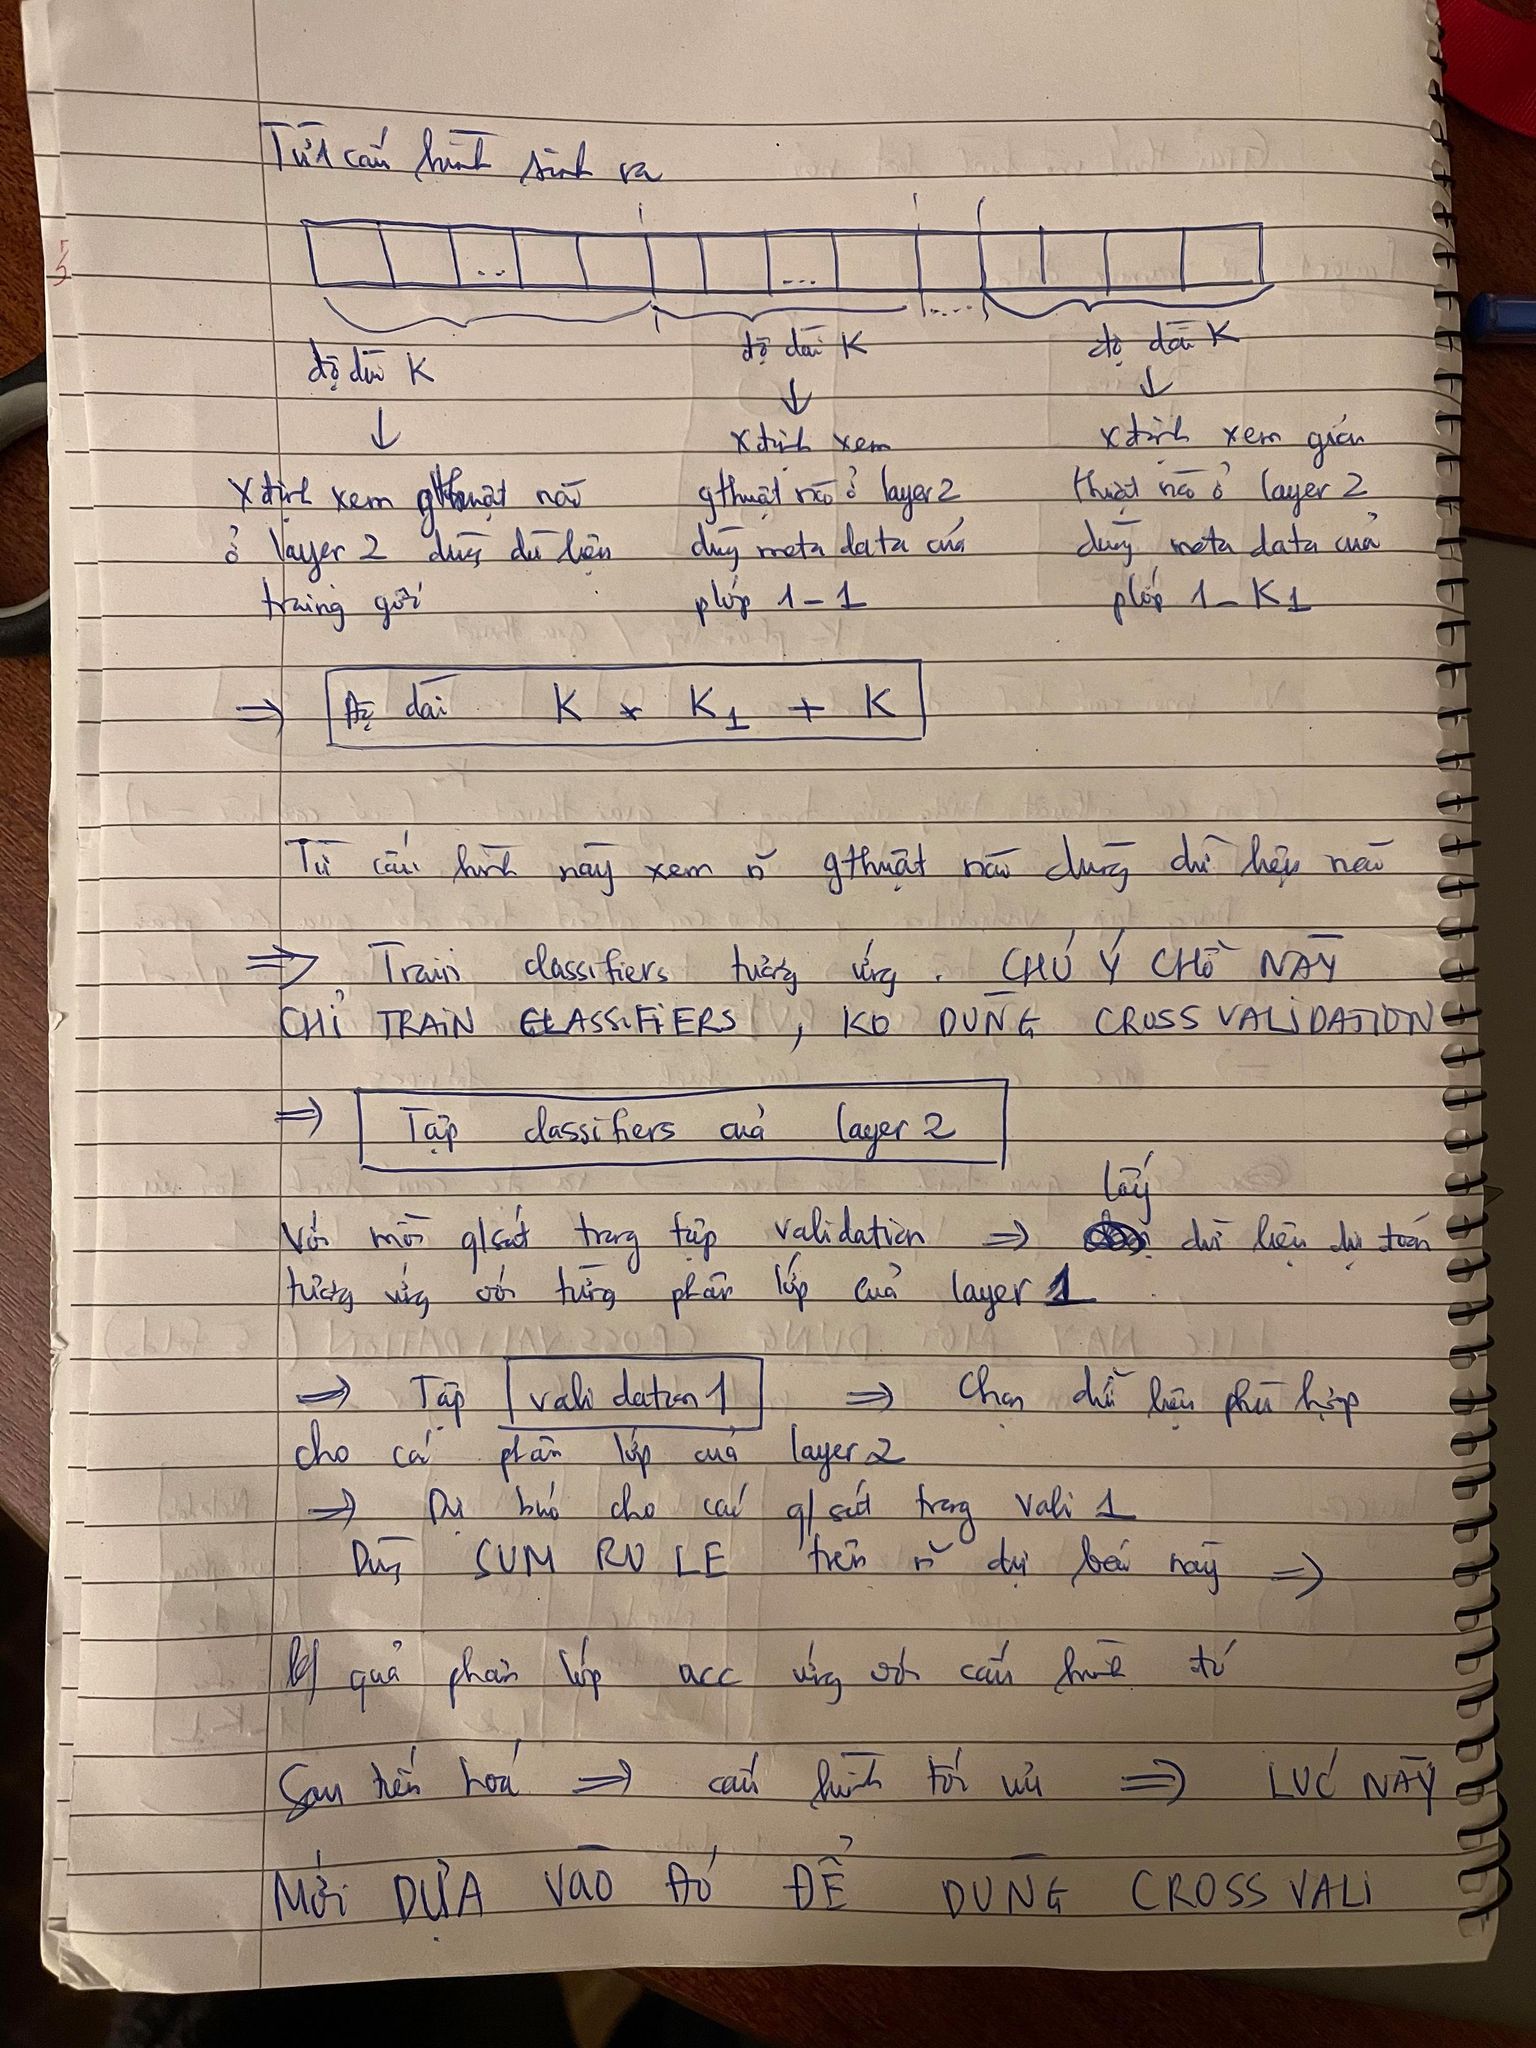 Từ 1 cấu hình sinh ra
... ...
.....
độ dài K độ dài K độ dài K
↓ ↓ ↓
xđịnh xem gthuật nào ở layer 2 dùng dữ liệu traing gốc
xđịnh xem gthuật nào ở layer 2 dùng meta data của plớp 1-1
xđịnh xem giải thuật nào ở layer 2 dùng meta data của plớp 1-K1
⇒ độ dài K * K1 + K
Từ cấu hình này xem n~ gthuật nào dùng dữ liệu nào
⇒ Train classifiers tương ứng. CHÚ Ý CHỖ NÀY
CHỈ TRAIN CLASSIFIERS, KO DÙNG CROSS VALIDATION
⇒ Tập classifiers của layer 2
lấy
Với mỗi q/sát trong tập validation ⇒ dữ liệu dự toán
tương ứng với từng phân lớp của layer 1
⇒ Tập validation 1 ⇒ Chọn dữ liệu phù hợp
cho các phân lớp của layer 2
⇒ Dự báo cho các q/sát trong vali 1
Dùng SUM RULE trên n~ dự báo này ⇒
k/quả phân lớp acc ứng với cấu hình đó
Sau tiến hoá ⇒ cấu hình tối ưu ⇒ LÚC NÀY
MỚI DỰA VÀO ĐÓ ĐỂ DÙNG CROSS VALI